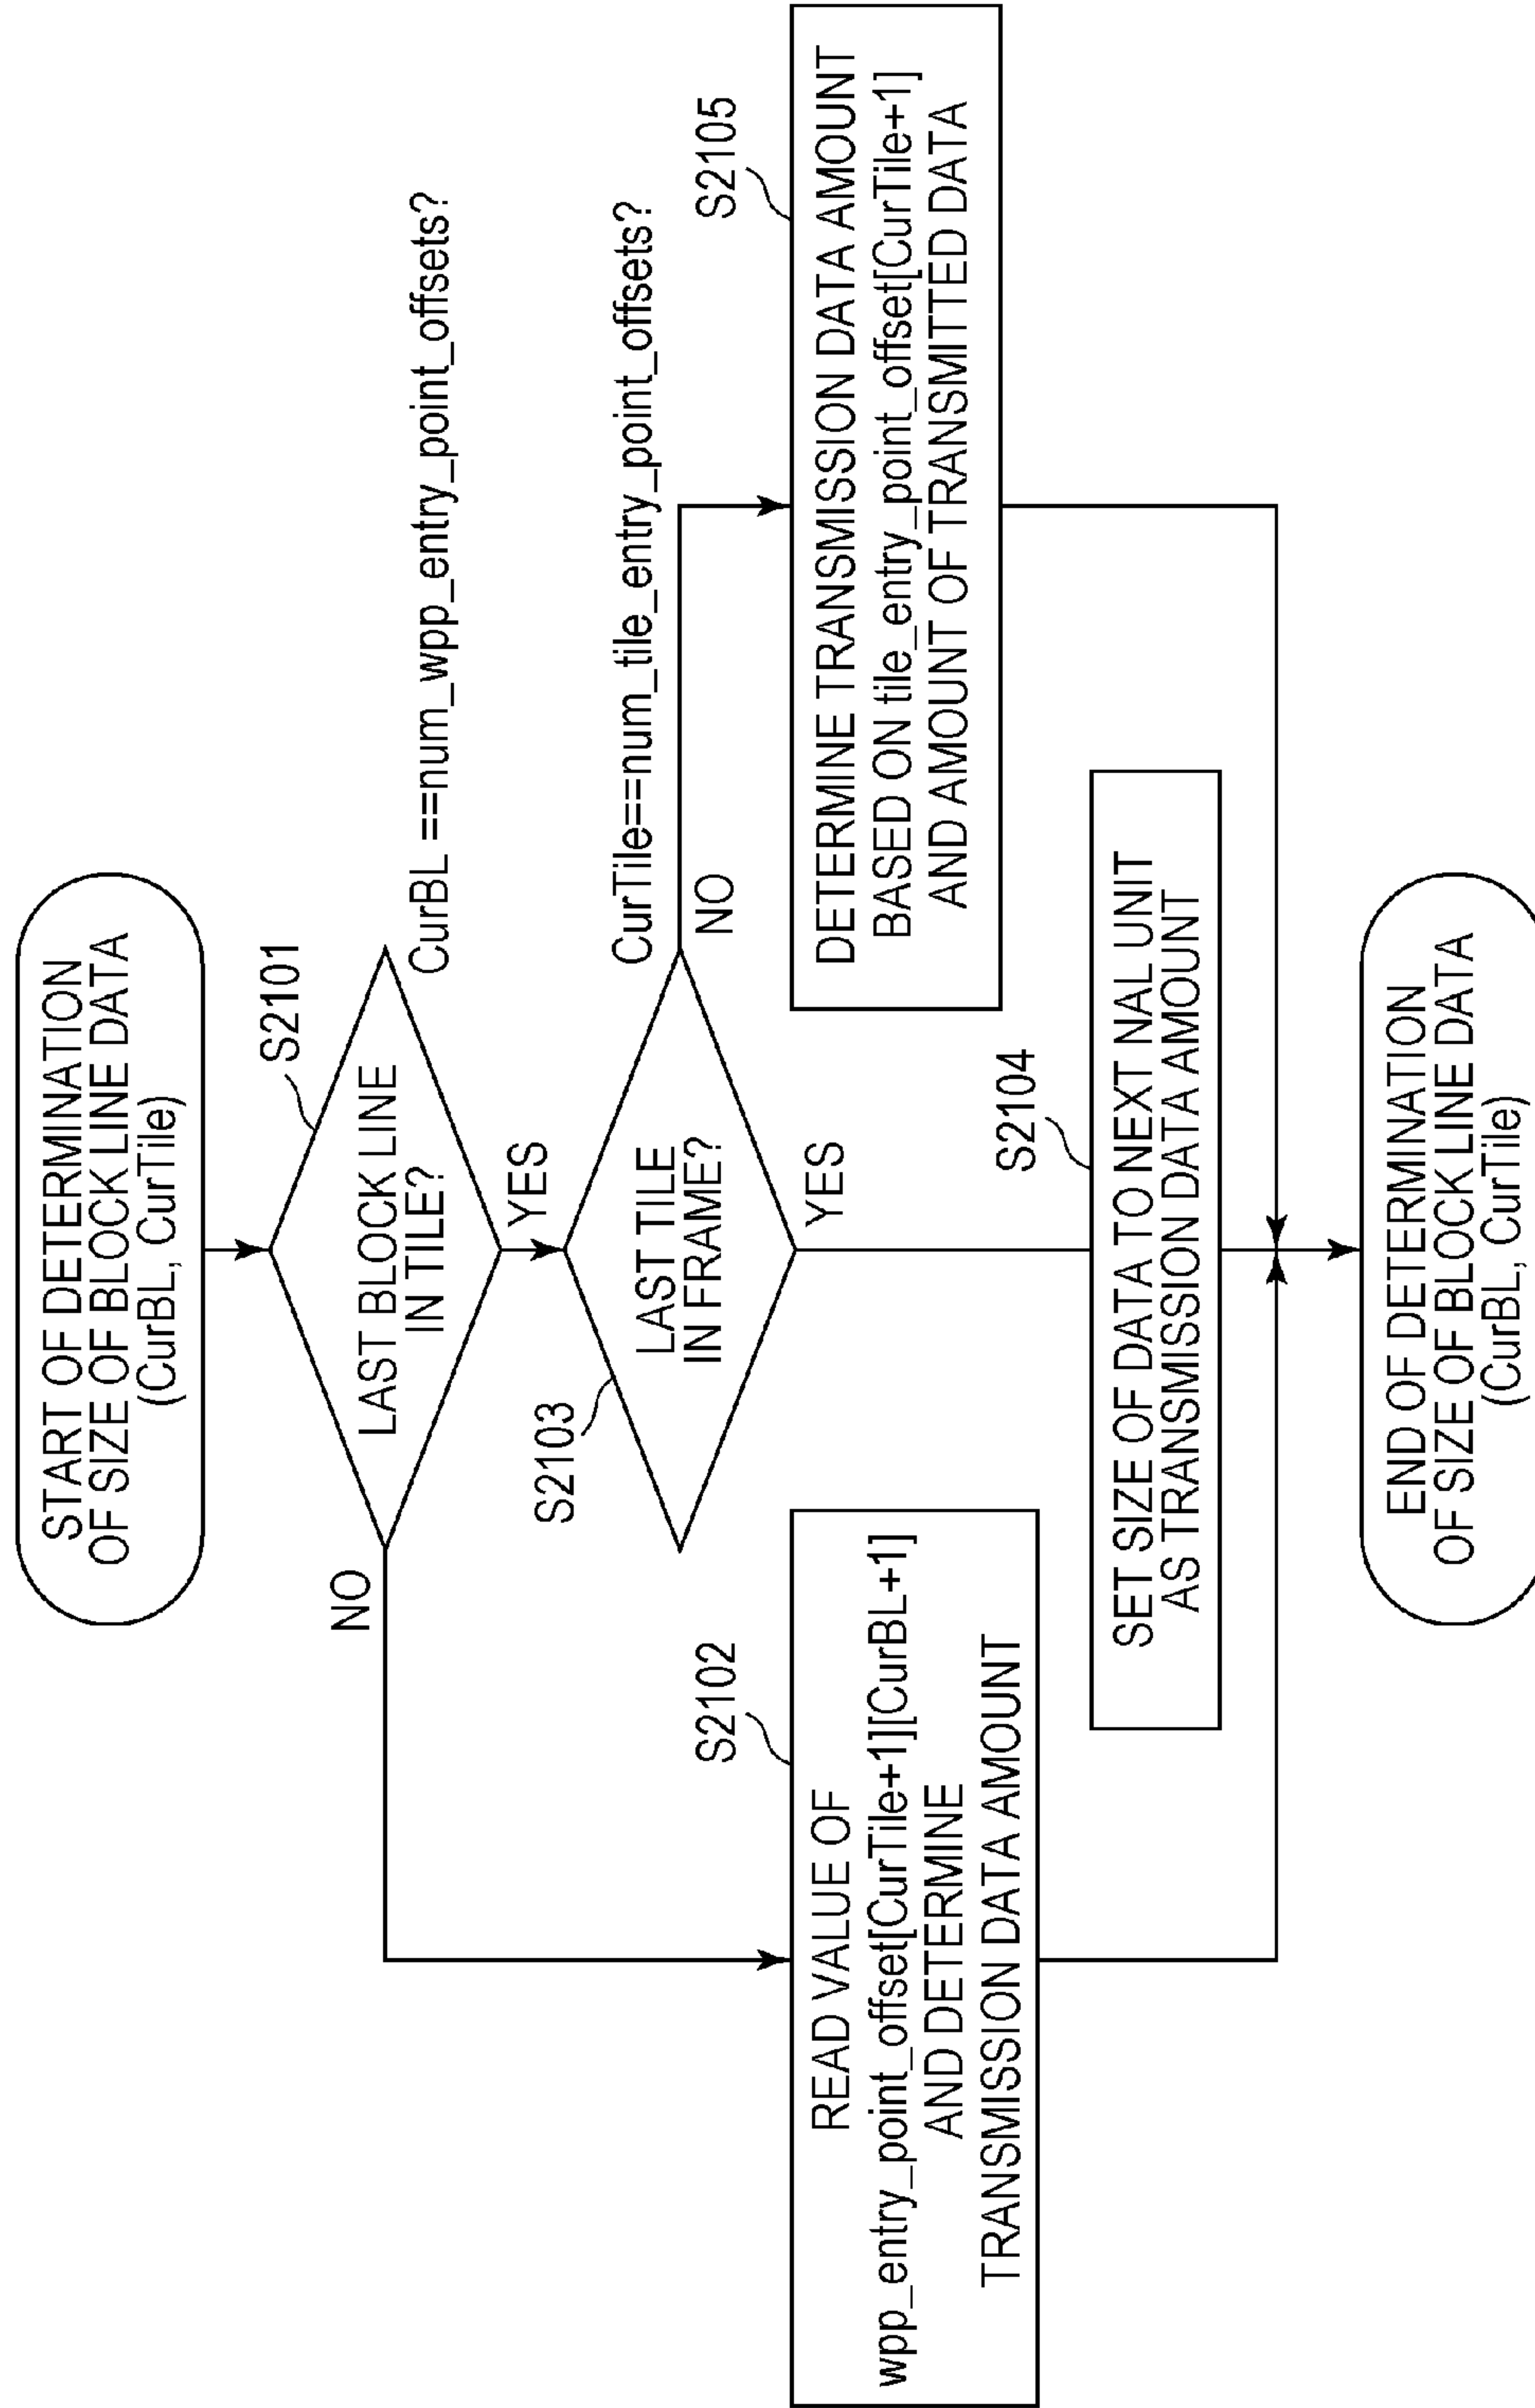 START OF DETERMINATION
OF SIZE OF BLOCK LINE DATA
(CurBL, CurTile)
S2101
LAST BLOCK LINE
IN TILE?
CurBL ==num_wpp_entry_point_offsets?
NO
YES
S2103
LAST TILE
IN FRAME?
CurTile==num_tile_entry_point_offsets?
NO
YES
S2102
READ VALUE OF
wpp_entry_point_offset[CurTile+1][CurBL+1]
AND DETERMINE
TRANSMISSION DATA AMOUNT
S2105
DETERMINE TRANSMISSION DATA AMOUNT
BASED ON tile_entry_point_offset[CurTile+1]
AND AMOUNT OF TRANSMITTED DATA
S2104
SET SIZE OF DATA TO NEXT NAL UNIT
AS TRANSMISSION DATA AMOUNT
END OF DETERMINATION
OF SIZE OF BLOCK LINE DATA
(CurBL, CurTile)